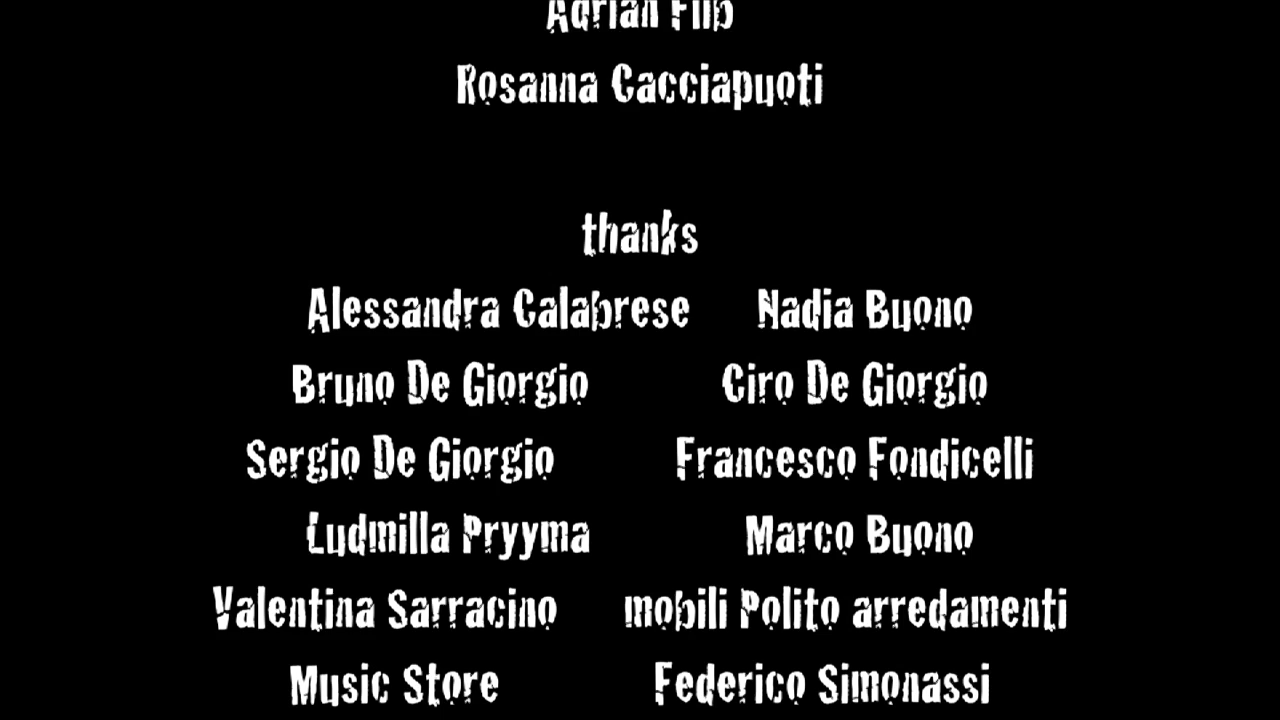 Adrian Filip
Rosanna Cacciapuoti
thanks
Alessandra Calabrese Nadia Buono
Bruno De Giorgio Ciro De Giorgio
Sergio De Giorgio Francesco Fondicelli
Ludmilla Pryyma Marco Buono
Valentina Sarracino mobili Polito arredamenti
Music Store Federico Simonassi